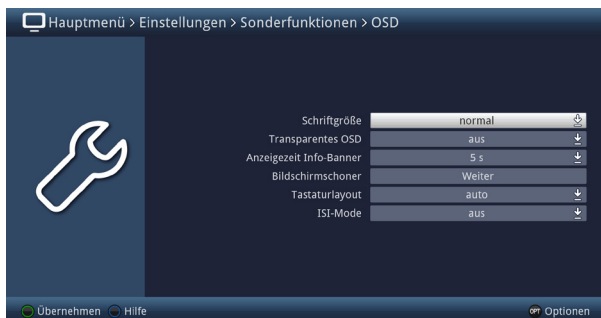 Hauptmenü > Einstellungen > Sonderfunktionen > OSD
Schriftgröße normal
Transparentes OSD aus
Anzeigezeit Info-Banner 5 s
Bildschirmschoner Weiter
Tastaturlayout auto
ISI-Mode aus
Übernehmen Hilfe OPT Optionen